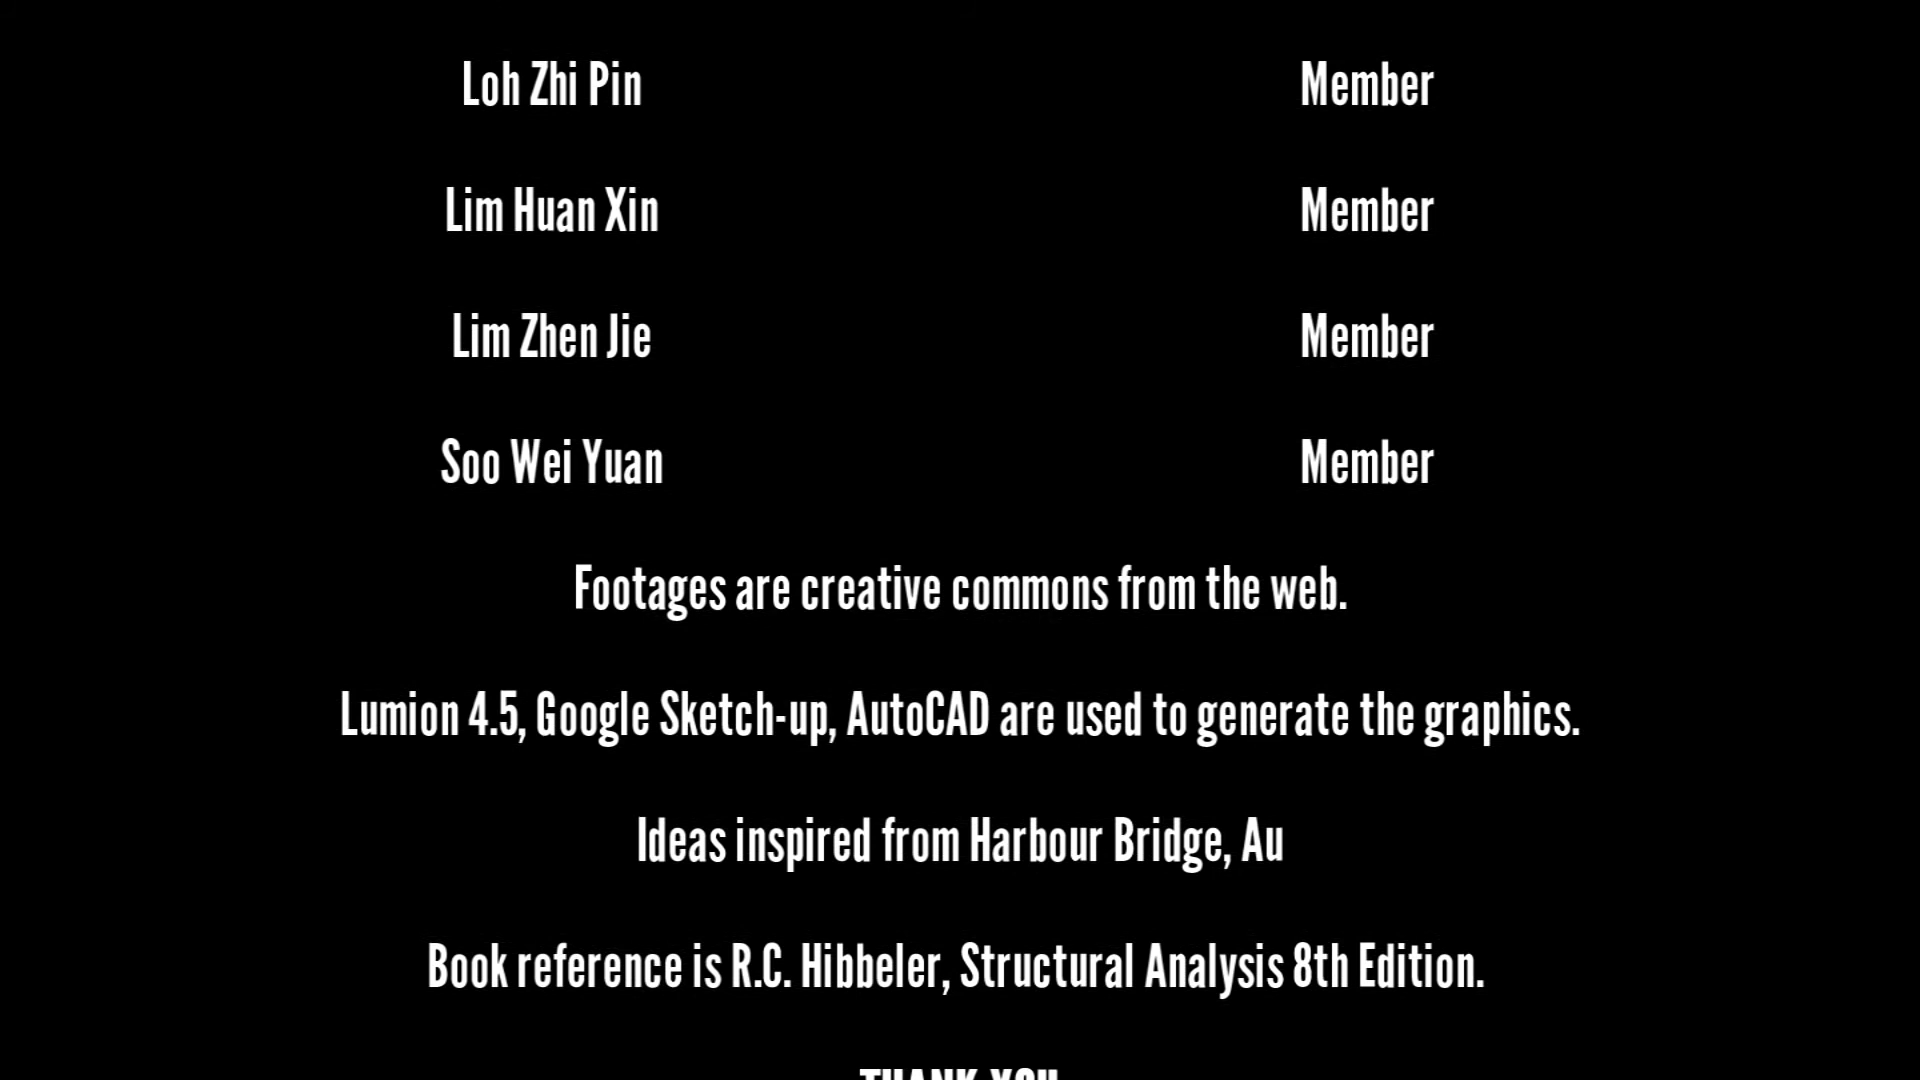 Loh Zhi Pin Member
Lim Huan Xin Member
Lim Zhen Jie Member
Soo Wei Yuan Member
Footages are creative commons from the web.
Lumion 4.5, Google Sketch-up, AutoCAD are used to generate the graphics.
Ideas inspired from Harbour Bridge, Au
Book reference is R.C. Hibbeler, Structural Analysis 8th Edition.
THANK YOU